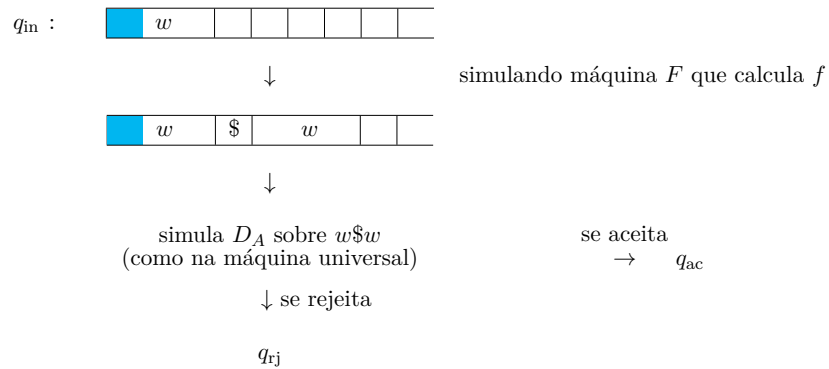 q_in :   w
↓   simulando máquina F que calcula f
w $ w
↓
simula D_A sobre w$w   se aceita
(como na máquina universal)   →   q_ac
↓ se rejeita
q_rj